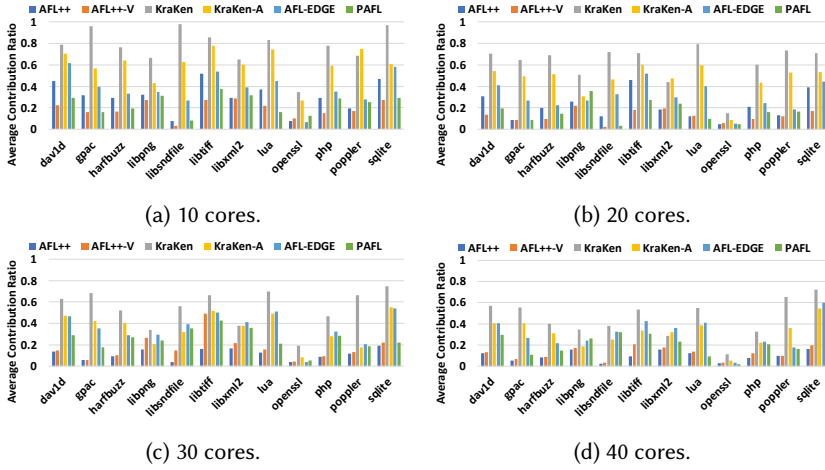 AFL++ AFL++-V KraKen KraKen-A AFL-EDGE PAFL
Average Contribution Ratio
1
0.8
0.6
0.4
0.2
0
dav1d gpac harfbuzz libpng libsndfile libtiff libxml2 lua openssl php poppler sqlite
(a) 10 cores.
AFL++ AFL++-V KraKen KraKen-A AFL-EDGE PAFL
Average Contribution Ratio
1
0.8
0.6
0.4
0.2
0
dav1d gpac harfbuzz libpng libsndfile libtiff libxml2 lua openssl php poppler sqlite
(b) 20 cores.
AFL++ AFL++-V KraKen KraKen-A AFL-EDGE PAFL
Average Contribution Ratio
1
0.8
0.6
0.4
0.2
0
dav1d gpac harfbuzz libpng libsndfile libtiff libxml2 lua openssl php poppler sqlite
(c) 30 cores.
AFL++ AFL++-V KraKen KraKen-A AFL-EDGE PAFL
Average Contribution Ratio
1
0.8
0.6
0.4
0.2
0
dav1d gpac harfbuzz libpng libsndfile libtiff libxml2 lua openssl php poppler sqlite
(d) 40 cores.